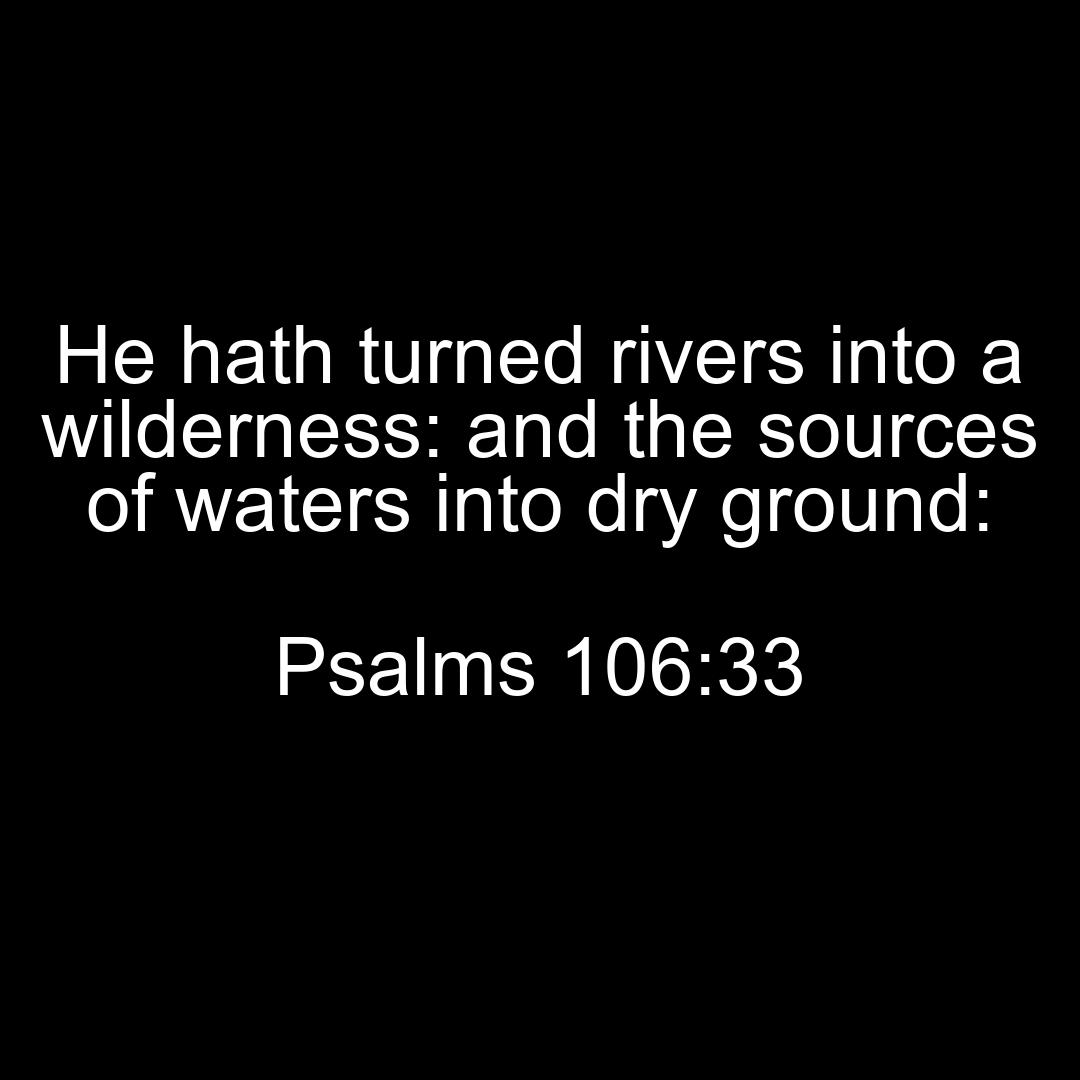 He hath turned rivers into a
wilderness: and the sources
of waters into dry ground:
Psalms 106:33